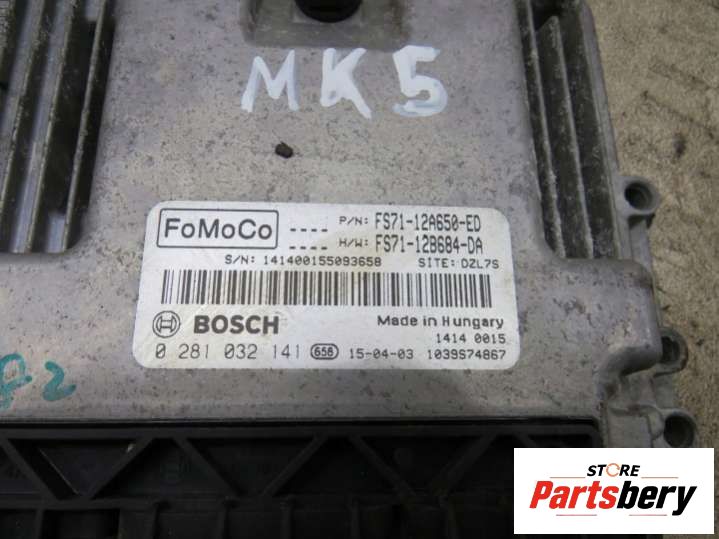 MK5
FoMoCo
---- P/N: FS71-12A650-ED
---- H/W: FS71-12B684-DA
S/N: 141400155093658 SITE: DZL7S
BOSCH Made in Hungary
1414 0015
0 281 032 141 656 15-04-03 1039S74867
STORE
Partsbery